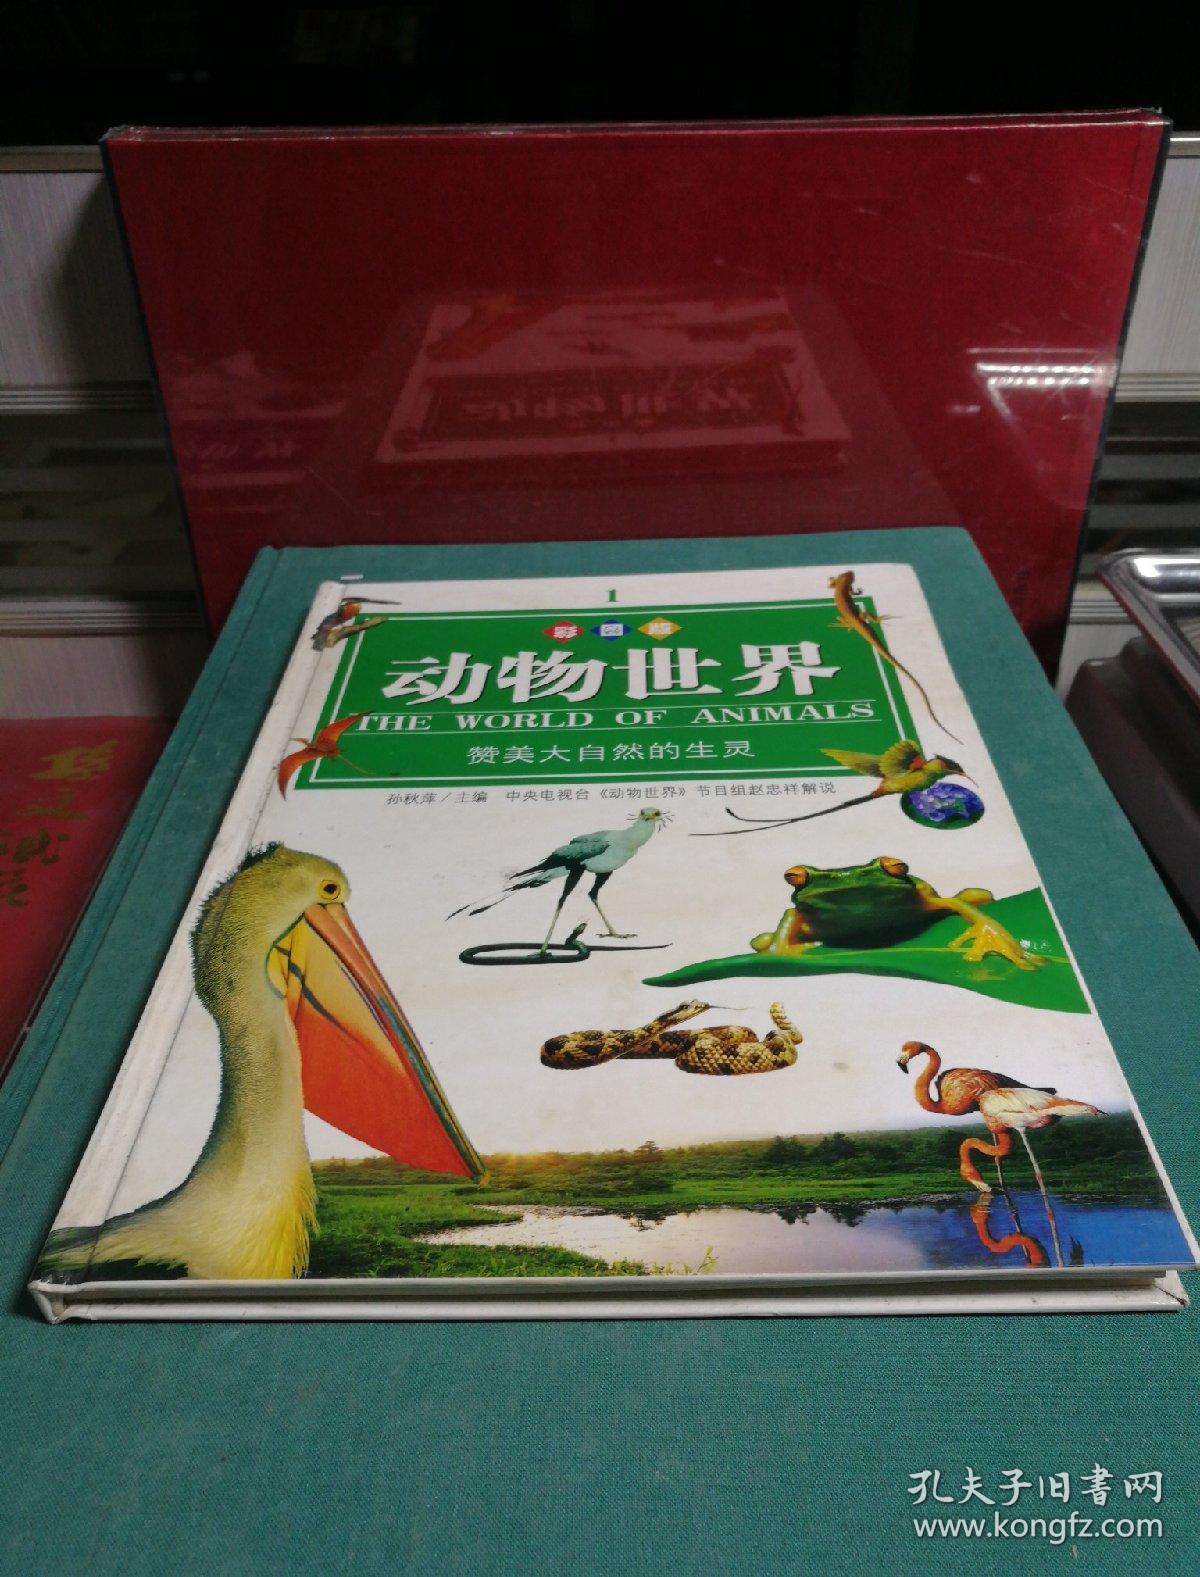 1
绘图版
动物世界
THE WORLD OF ANIMALS
赞美大自然的生灵
孙秋萍／主编 中央电视台《动物世界》节目组赵忠祥解说
孔夫子旧書网
www.kongfz.com